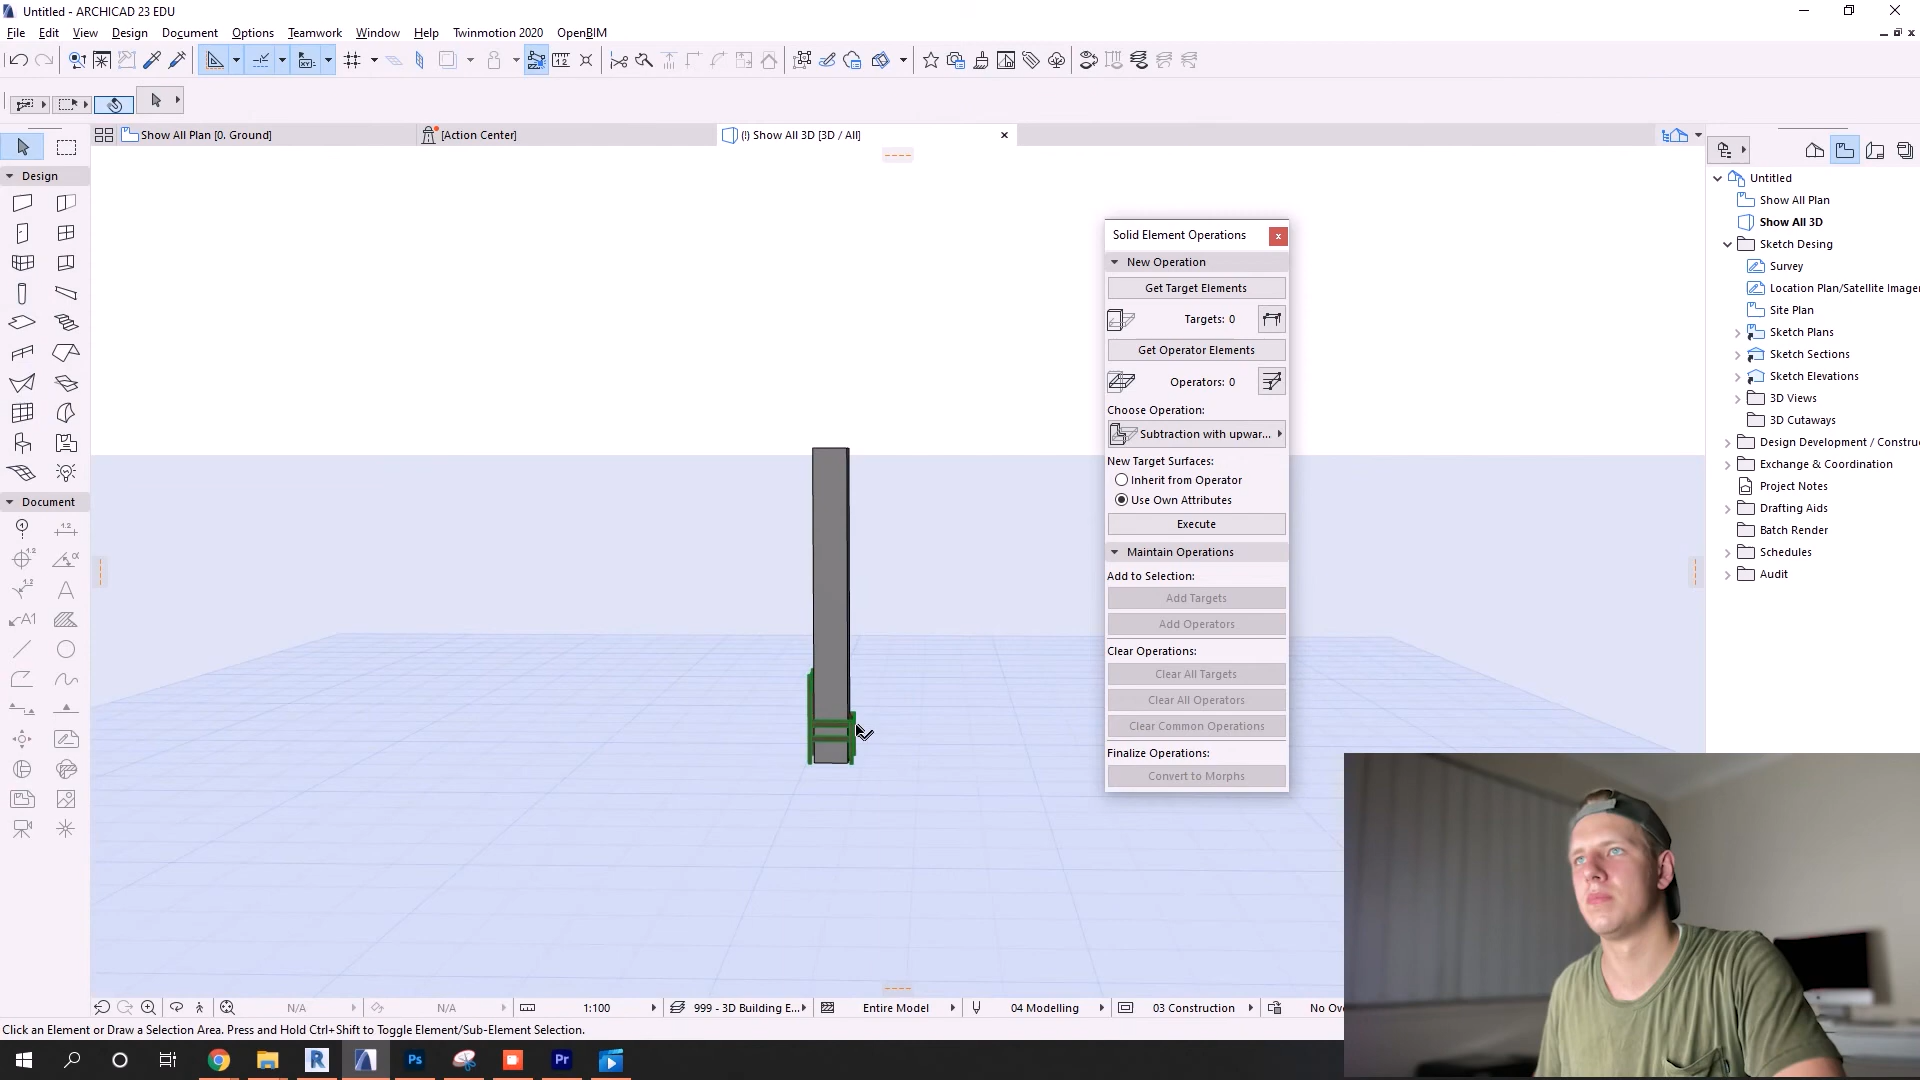 Untitled - ARCHICAD 23 EDU
File Edit View Design Document Options Teamwork Window Help Twinmotion 2020 OpenBIM
Show All Plan [0. Ground]
[Action Center]
(!) Show All 3D [3D / All]
Design
Document
Solid Element Operations
New Operation
Get Target Elements
Targets: 0
Get Operator Elements
Operators: 0
Choose Operation:
Subtraction with upwar...
New Target Surfaces:
Inherit from Operator
Use Own Attributes
Execute
Maintain Operations
Add to Selection:
Add Targets
Add Operators
Clear Operations:
Clear All Targets
Clear All Operators
Clear Common Operations
Finalize Operations:
Convert to Morphs
Untitled
Show All Plan
Show All 3D
Sketch Desing
Survey
Location Plan/Satellite Image
Site Plan
Sketch Plans
Sketch Sections
Sketch Elevations
3D Views
3D Cutaways
Design Development / Constru
Exchange & Coordination
Project Notes
Drafting Aids
Batch Render
Schedules
Audit
N/A
N/A
1:100
999 - 3D Building E...
Entire Model
04 Modelling
03 Construction
No Ov
Click an Element or Draw a Selection Area. Press and Hold Ctrl+Shift to Toggle Element/Sub-Element Selection.